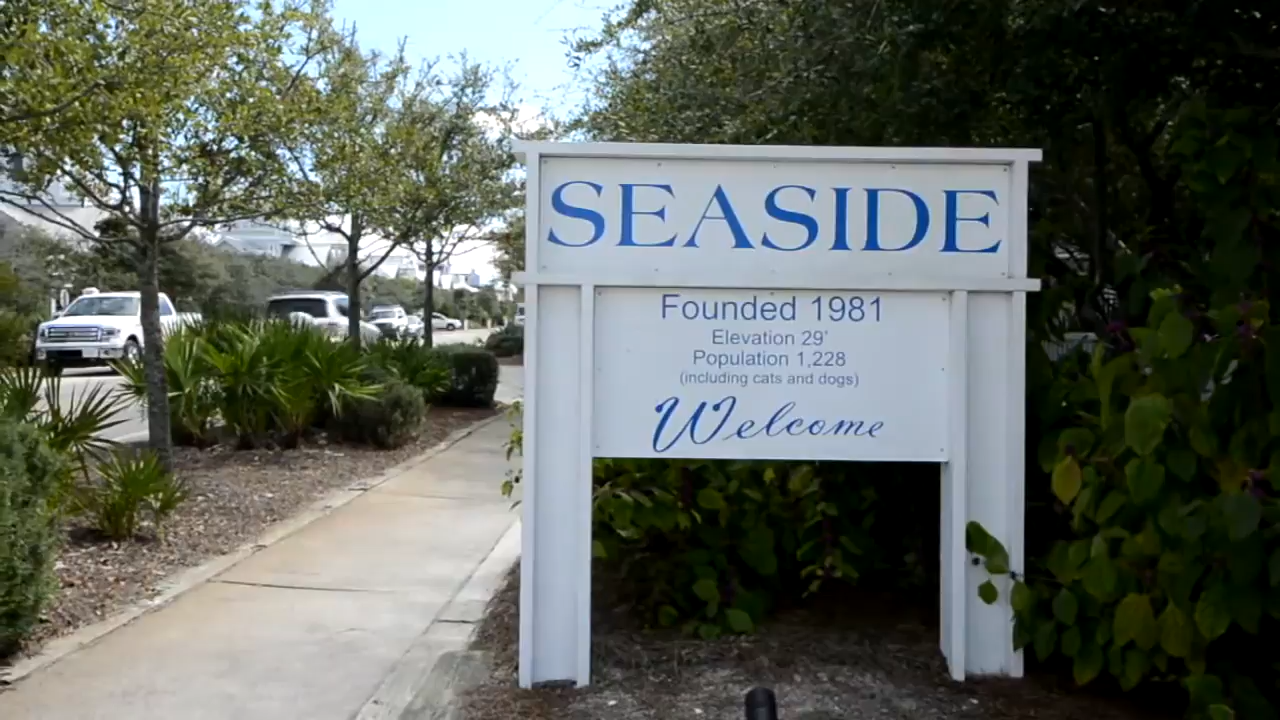 SEASIDE
Founded 1981
Elevation 29'
Population 1,228
(including cats and dogs)
Welcome